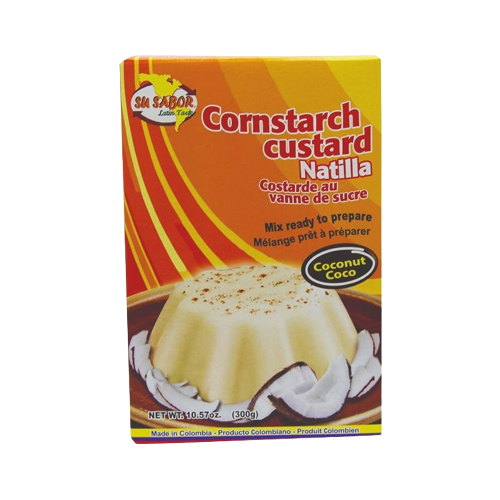 SU SABOR
Latin Taste
Cornstarch
custard
Natilla
Costarde au
vanne de sucre
Mix ready to prepare
Mélange prêt à préparer
Coconut
Coco
NET WT. 10.57oz. (300g)
Made in Colombia - Producto Colombiano - Produit Colombien